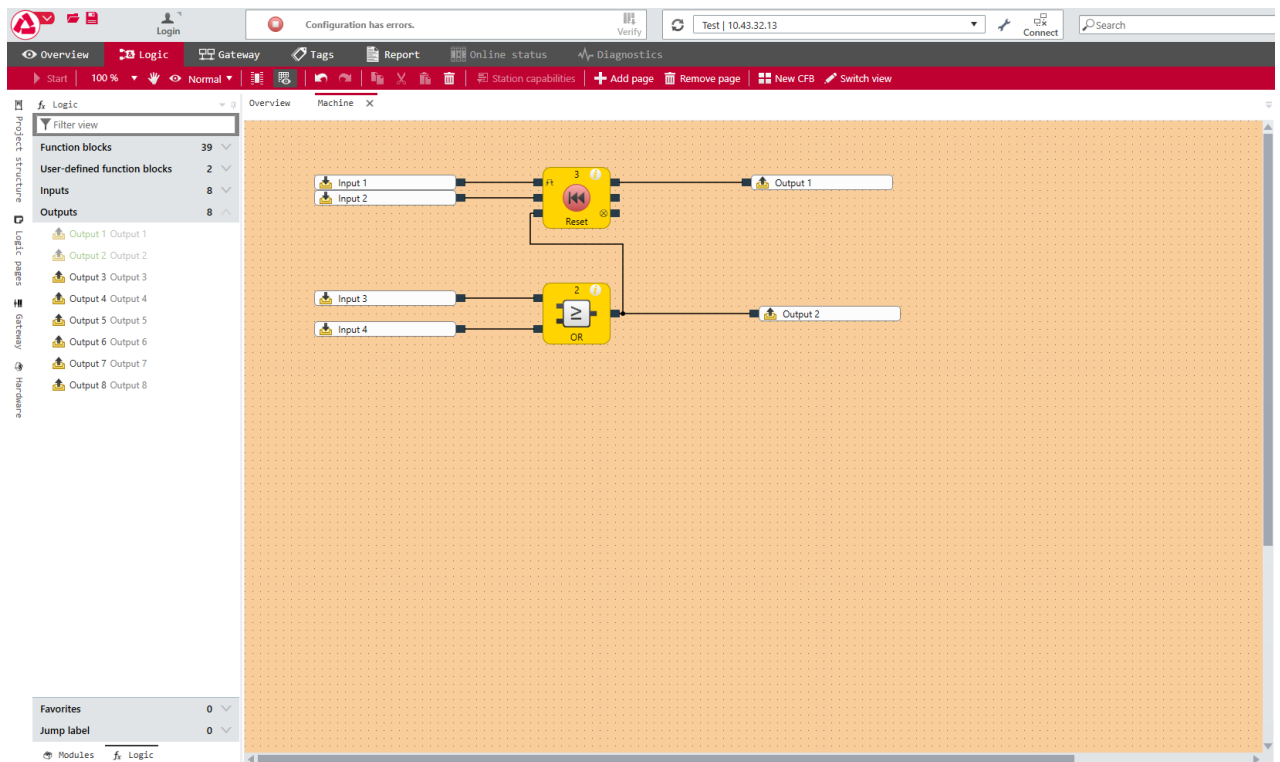 Login
Configuration has errors.
Verify
Test | 10.43.32.13
Connect
Search
Overview
Logic
Gateway
Tags
Report
Online status
Diagnostics
Start
100 %
Normal
Station capabilities
Add page
Remove page
New CFB
Switch view
Project structure
Logic pages
Gateway
Hardware
fx Logic
Filter view
Function blocks 39
User-defined function blocks 2
Inputs 8
Outputs 8
Output 1 Output 1
Output 2 Output 2
Output 3 Output 3
Output 4 Output 4
Output 5 Output 5
Output 6 Output 6
Output 7 Output 7
Output 8 Output 8
Favorites 0
Jump label 0
Modules
fx Logic
Overview
Machine X
Input 1
Input 2
3
Reset
Output 1
Input 3
Input 4
2
≥
OR
Output 2